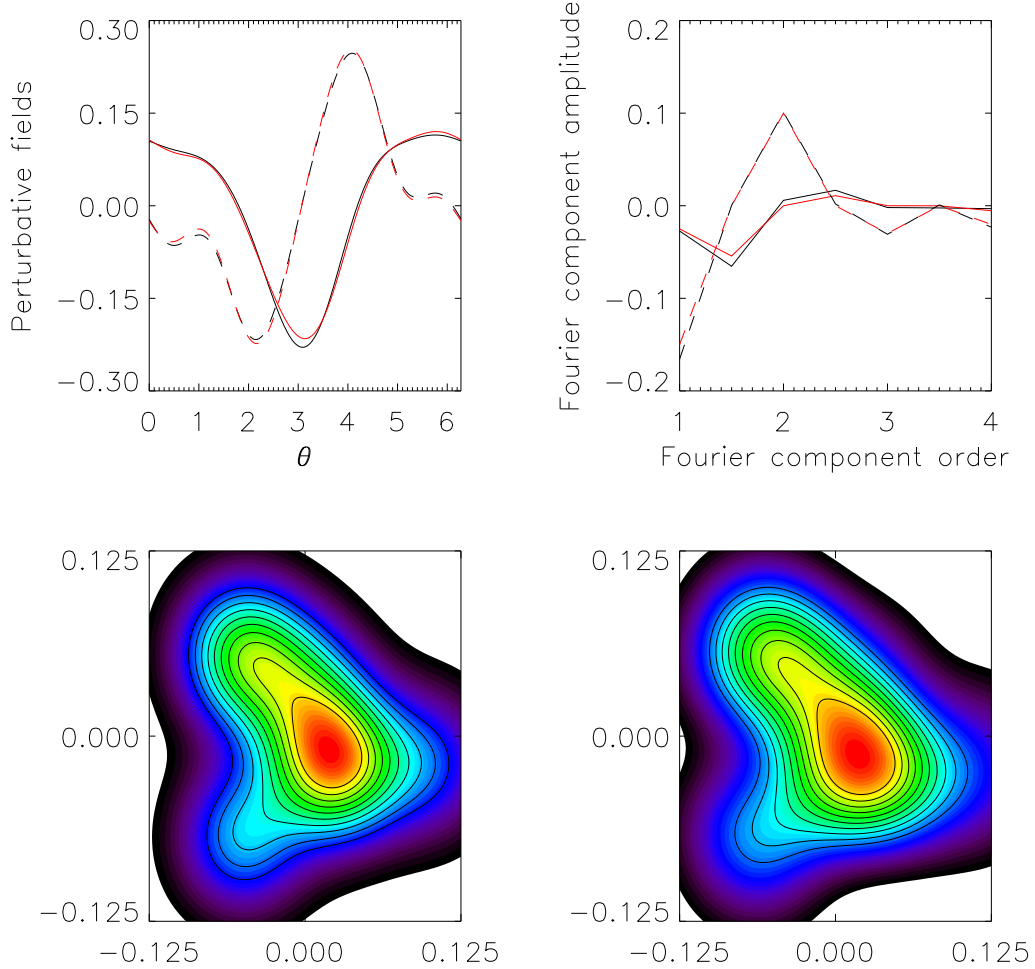 Perturbative fields
0.30
0.15
0.00
−0.15
−0.30
0 1 2 3 4 5 6
θ
Fourier component amplitude
0.2
0.1
0.0
−0.1
−0.2
1 2 3 4
Fourier component order
0.125
0.000
−0.125
−0.125 0.000 0.125
0.125
0.000
−0.125
−0.125 0.000 0.125